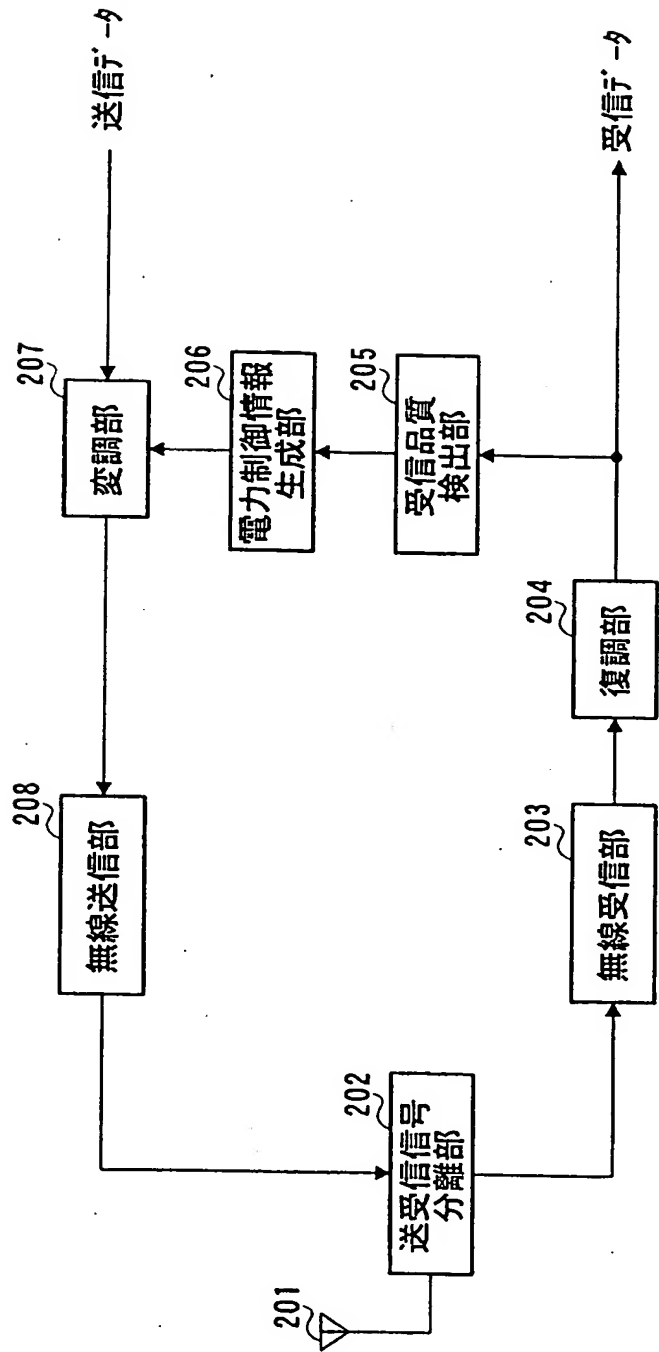 送信データ
207
変調部
206
電力制御情報
生成部
205
受信品質
検出部
208
無線送信部
204
復調部
203
無線受信部
受信データ
202
送受信信号
分離部
201